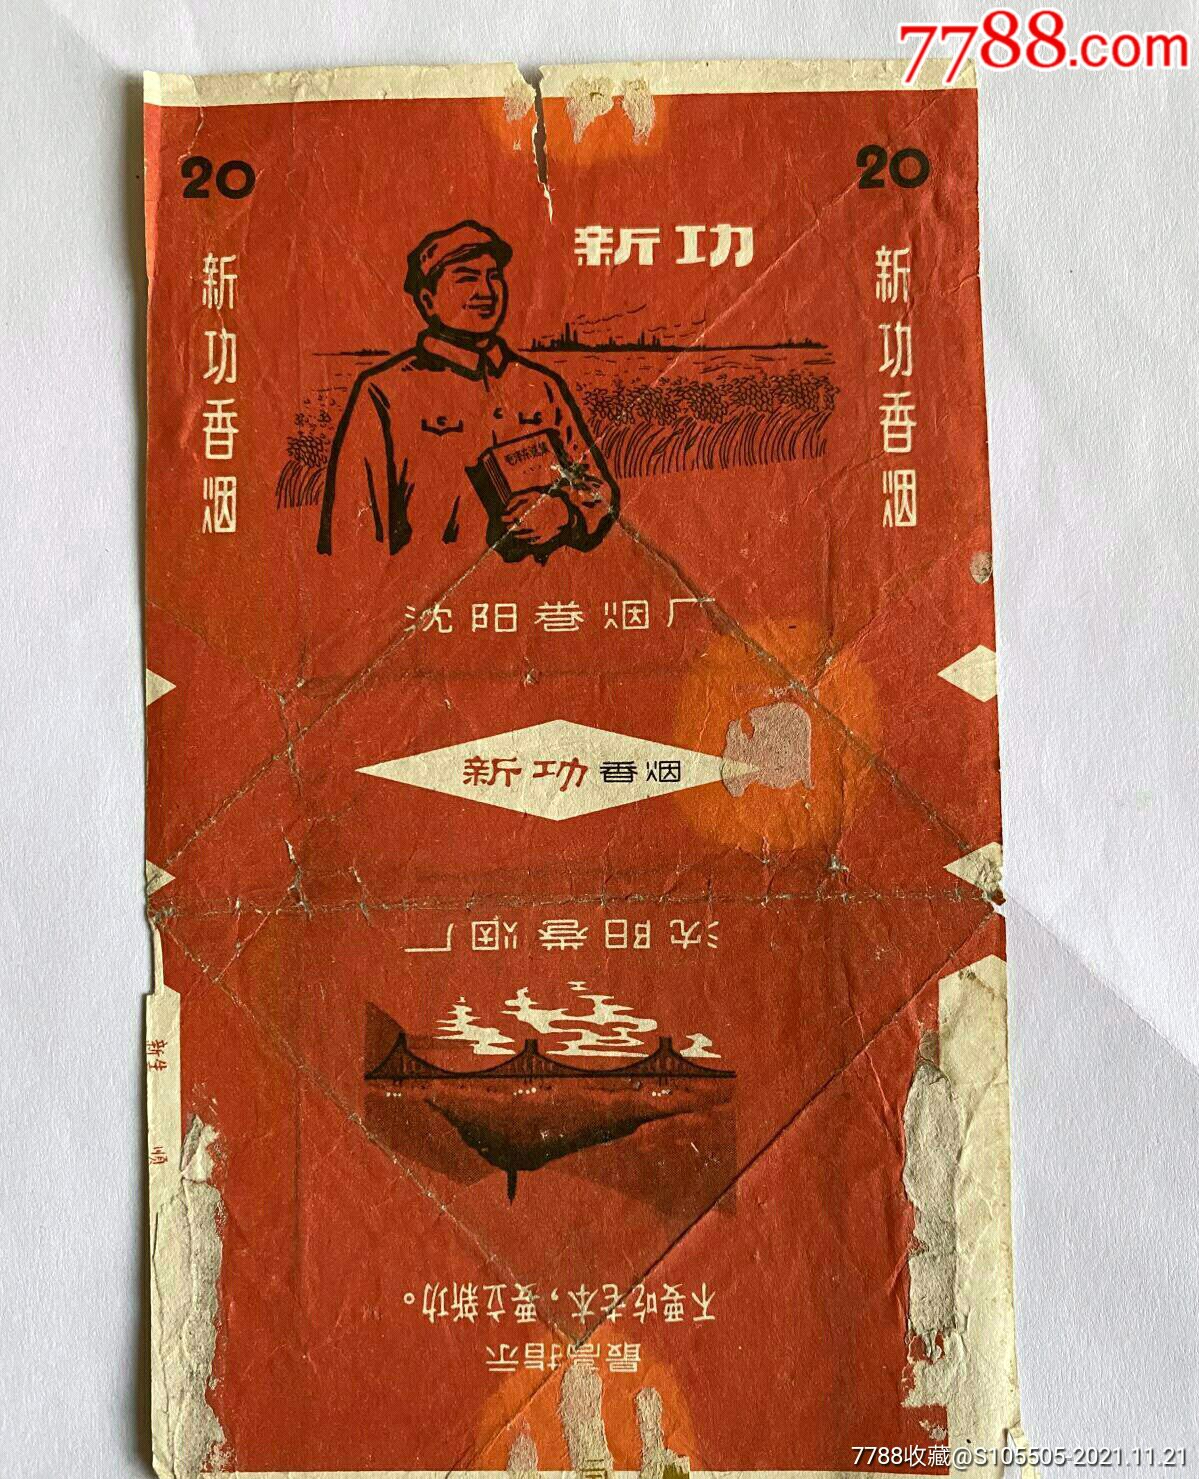 7788.com
20
20
新功
新功香烟
新功香烟
毛泽东选集
沈阳卷烟厂
新功香烟
沈阳卷烟厂
最高指示
不要吃老本，要立新功。
7788收藏@S105505-2021.11.21